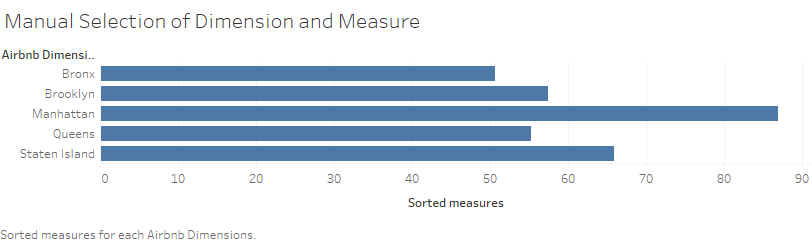 Manual Selection of Dimension and Measure
Airbnb Dimensi..
Bronx
Brooklyn
Manhattan
Queens
Staten Island
0 10 20 30 40 50 60 70 80 90
Sorted measures
Sorted measures for each Airbnb Dimensions.